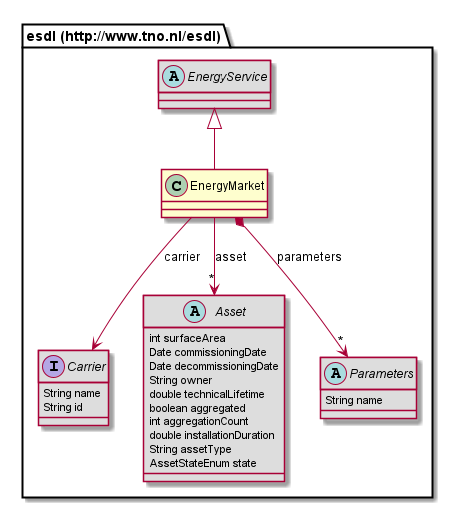 esdl (http://www.tno.nl/esdl)
A EnergyService
C EnergyMarket
carrier
asset
parameters
*
*
A Asset
int surfaceArea
Date commissioningDate
Date decommissioningDate
String owner
double technicalLifetime
boolean aggregated
int aggregationCount
double installationDuration
String assetType
AssetStateEnum state
I Carrier
String name
String id
A Parameters
String name